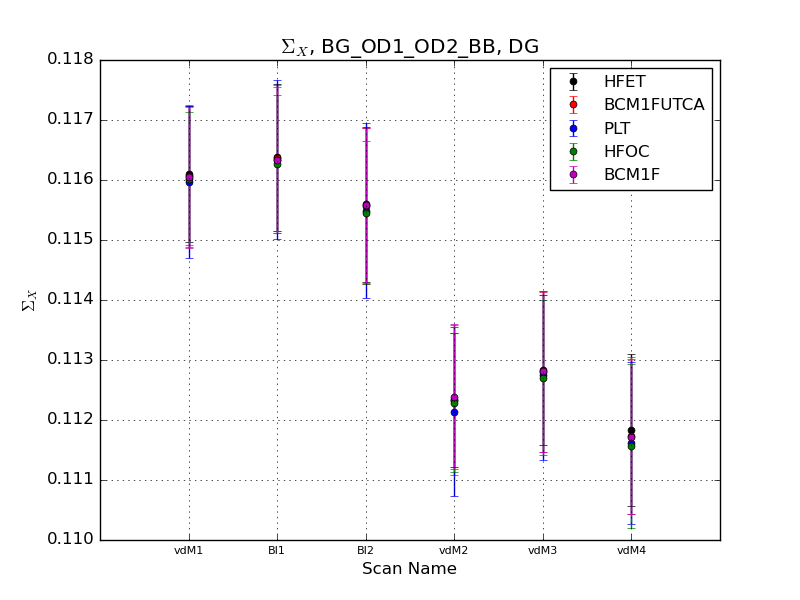 Σ_X, BG_OD1_OD2_BB, DG
0.118
0.117
0.116
0.115
0.114
0.113
0.112
0.111
0.110
Σ_X
HFET
BCM1FUTCA
PLT
HFOC
BCM1F
vdM1 BI1 BI2 vdM2 vdM3 vdM4
Scan Name